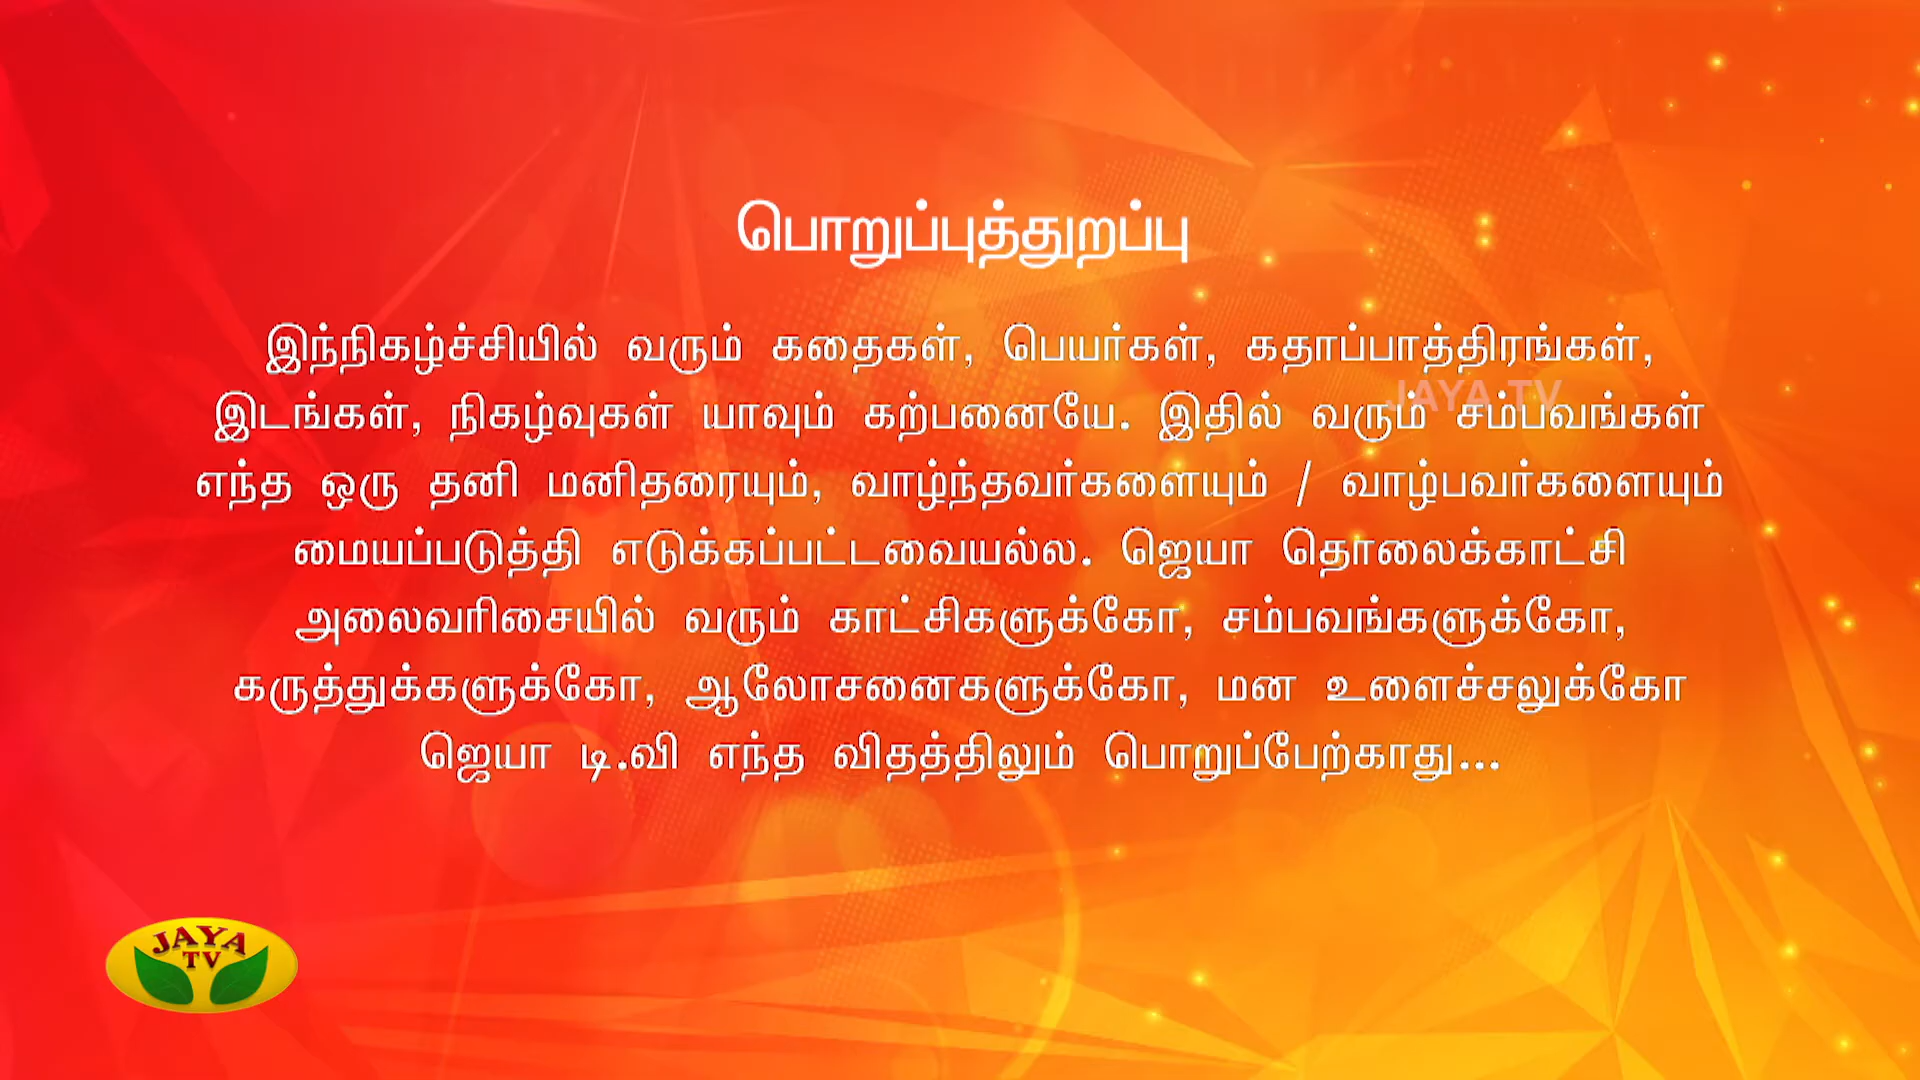 பொறுப்புத்துறப்பு
இந்நிகழ்ச்சியில் வரும் கதைகள், பெயர்கள், கதாப்பாத்திரங்கள்,
JAYA TV
இடங்கள், நிகழ்வுகள் யாவும் கற்பனையே. இதில் வரும் சம்பவங்கள்
எந்த ஒரு தனி மனிதரையும், வாழ்ந்தவர்களையும் / வாழ்பவர்களையும்
மையப்படுத்தி எடுக்கப்பட்டவையல்ல. ஜெயா தொலைக்காட்சி
அலைவரிசையில் வரும் காட்சிகளுக்கோ, சம்பவங்களுக்கோ,
கருத்துக்களுக்கோ, ஆலோசனைகளுக்கோ, மன உளைச்சலுக்கோ
ஜெயா டி.வி எந்த விதத்திலும் பொறுப்பேற்காது...
JAYA
TV